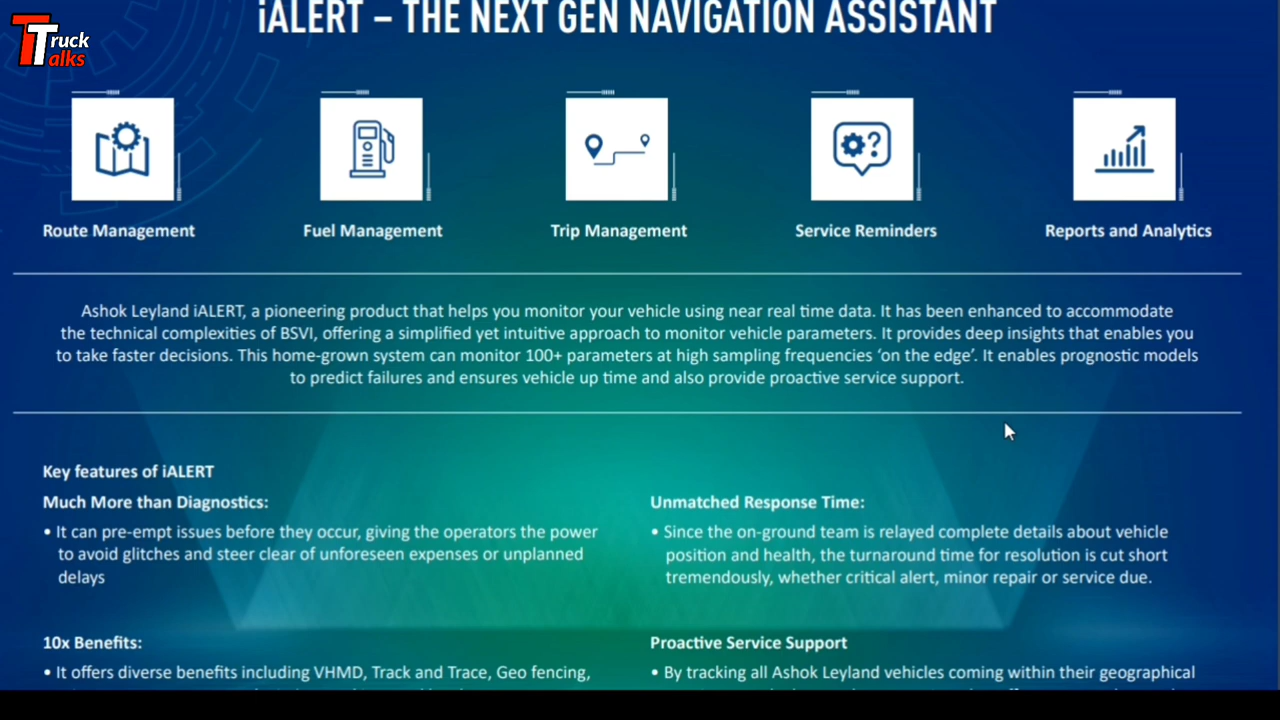 iALERT – THE NEXT GEN NAVIGATION ASSISTANT
Truck
Talks
Route Management
Fuel Management
Trip Management
Service Reminders
Reports and Analytics
Ashok Leyland iALERT, a pioneering product that helps you monitor your vehicle using near real time data. It has been enhanced to accommodate
the technical complexities of BSVI, offering a simplified yet intuitive approach to monitor vehicle parameters. It provides deep insights that enables you
to take faster decisions. This home-grown system can monitor 100+ parameters at high sampling frequencies ‘on the edge’. It enables prognostic models
to predict failures and ensures vehicle up time and also provide proactive service support.
Key features of iALERT
Much More than Diagnostics:
• It can pre-empt issues before they occur, giving the operators the power
to avoid glitches and steer clear of unforeseen expenses or unplanned
delays
Unmatched Response Time:
• Since the on-ground team is relayed complete details about vehicle
position and health, the turnaround time for resolution is cut short
tremendously, whether critical alert, minor repair or service due.
10x Benefits:
• It offers diverse benefits including VHMD, Track and Trace, Geo fencing,
Proactive Service Support
• By tracking all Ashok Leyland vehicles coming within their geographical